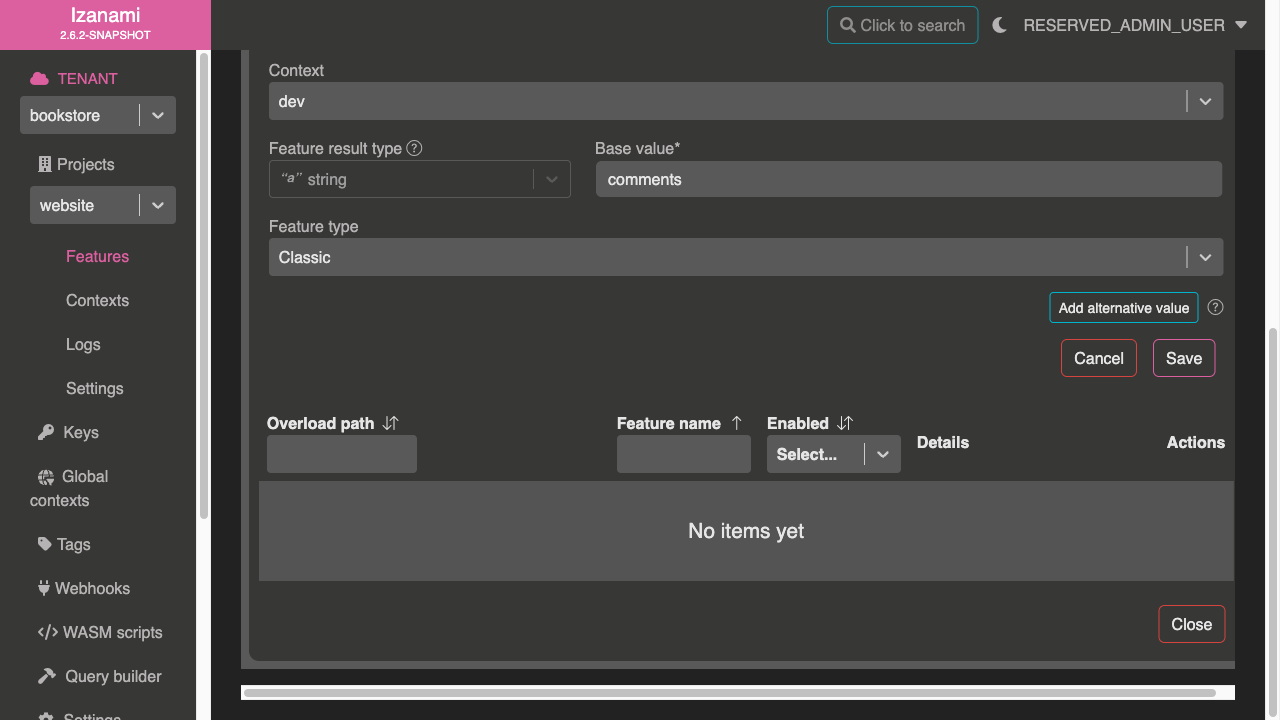 Izanami
2.6.2-SNAPSHOT
Click to search
RESERVED_ADMIN_USER
TENANT
bookstore
Projects
website
Features
Contexts
Logs
Settings
Keys
Global
contexts
Tags
Webhooks
WASM scripts
Query builder
Settings
Context
dev
Feature result type ?
Base value*
"a" string
comments
Feature type
Classic
Add alternative value ?
Cancel
Save
Overload path
Feature name
Enabled
Details
Actions
Select...
No items yet
Close